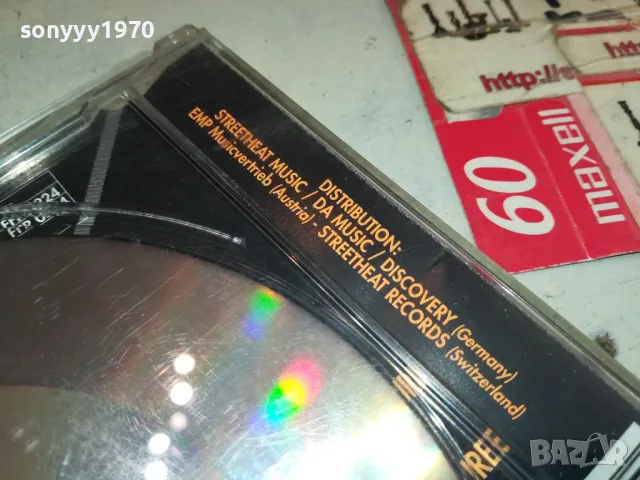 sonyyy1970
DISTRIBUTION:
STREETHEAT MUSIC / DA MUSIC / DISCOVERY (Germany)
EMP Musicvertrieb (Austria) - STREETHEAT RECORDS (Switzerland)
http://
maxell
60
BAZAR